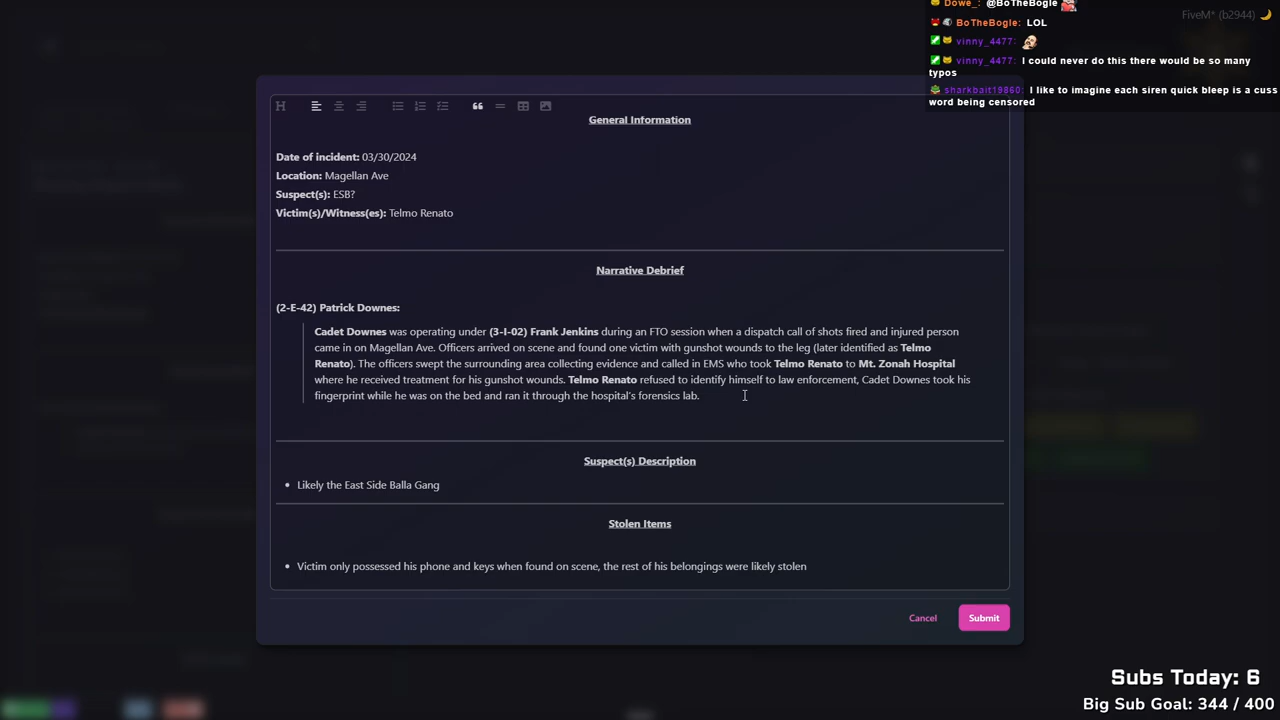 Dowe_: @BoTheBogle
FiveM* (b2944)
BoTheBogle: LOL
vinny_4477:
vinny_4477: I could never do this there would be so many
typos
sharkbait19860: I like to imagine each siren quick bleep is a cuss
word being censored
H
General Information
Date of incident: 03/30/2024
Location: Magellan Ave
Suspect(s): ESB?
Victim(s)/Witness(es): Telmo Renato
Narrative Debrief
(2-E-42) Patrick Downes:
Cadet Downes was operating under (3-I-02) Frank Jenkins during an FTO session when a dispatch call of shots fired and injured person
came in on Magellan Ave. Officers arrived on scene and found one victim with gunshot wounds to the leg (later identified as Telmo
Renato). The officers swept the surrounding area collecting evidence and called in EMS who took Telmo Renato to Mt. Zonah Hospital
where he received treatment for his gunshot wounds. Telmo Renato refused to identify himself to law enforcement, Cadet Downes took his
fingerprint while he was on the bed and ran it through the hospital's forensics lab.
Suspect(s) Description
Likely the East Side Balla Gang
Stolen Items
Victim only possessed his phone and keys when found on scene, the rest of his belongings were likely stolen
Cancel
Submit
Subs Today: 6
Big Sub Goal: 344 / 400